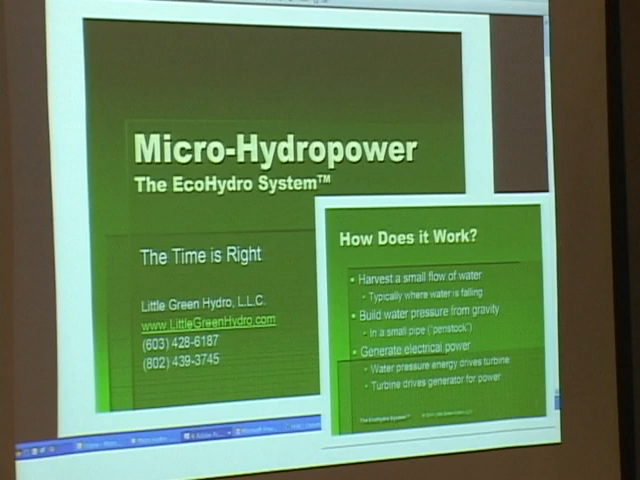 Micro-Hydropower
The EcoHydro System™
The Time is Right
Little Green Hydro, L.L.C.
www.LittleGreenHydro.com
(603) 428-6187
(802) 439-3745
How Does it Work?
• Harvest a small flow of water
- Typically where water is falling
• Build water pressure from gravity
- In a small pipe ("penstock")
• Generate electrical power
- Water pressure energy drives turbine
- Turbine drives generator for power
The EcoHydro System™